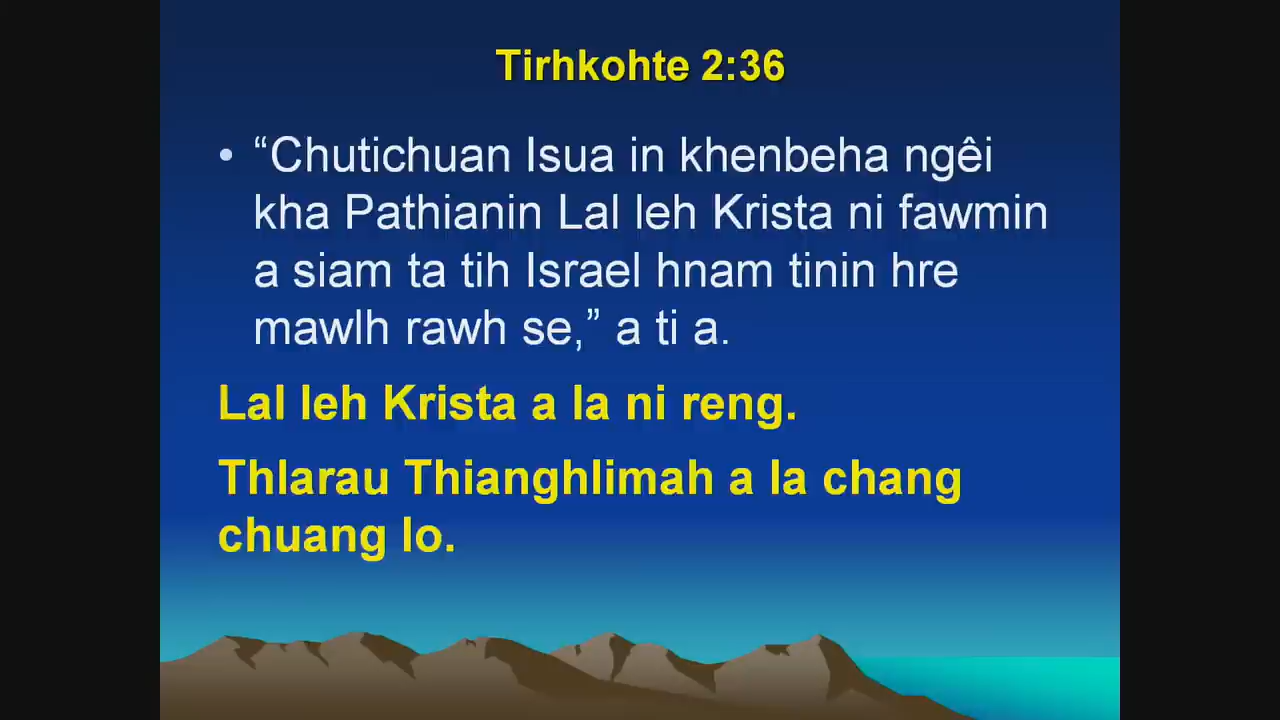 Tirhkohte 2:36
• “Chutichuan Isua in khenbeha ngêi
kha Pathianin Lal leh Krista ni fawmin
a siam ta tih Israel hnam tinin hre
mawlh rawh se,” a ti a.
Lal leh Krista a la ni reng.
Thlarau Thianghlimah a la chang
chuang lo.